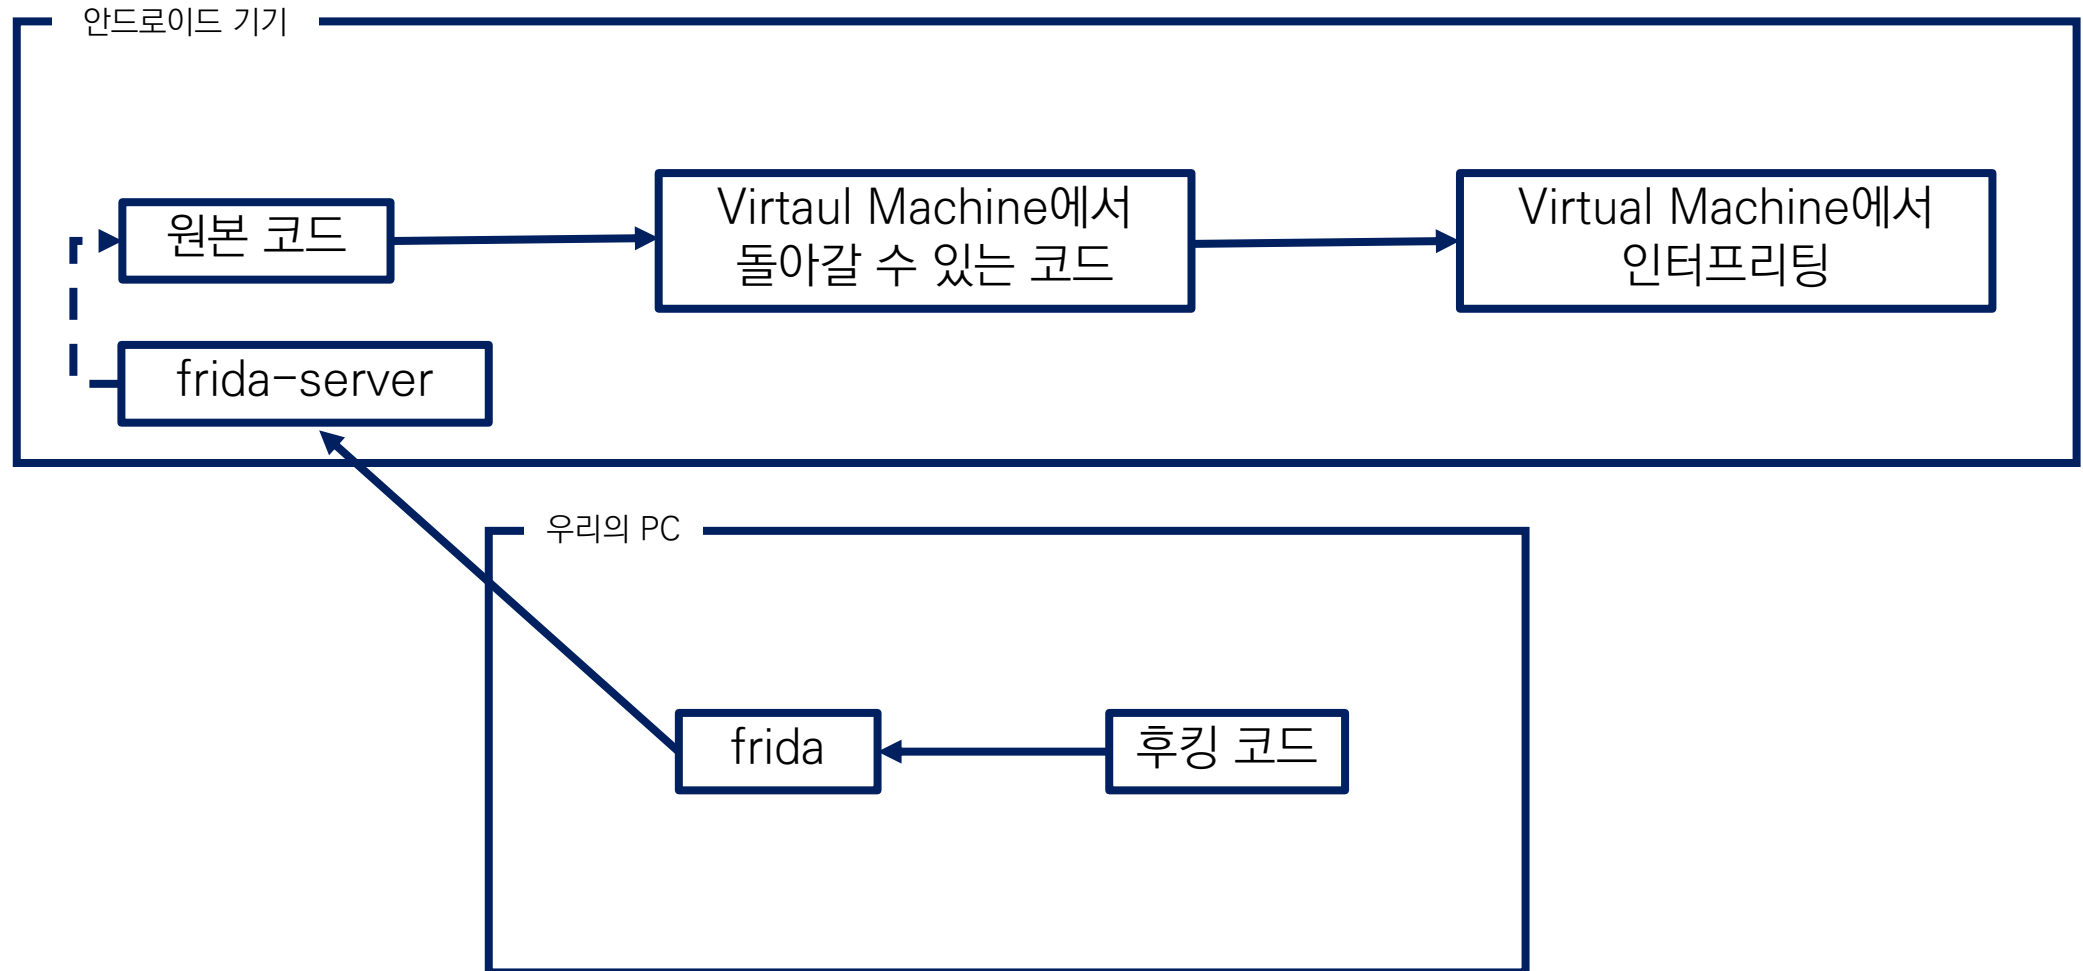 안드로이드 기기
원본 코드
Virtaul Machine에서
돌아갈 수 있는 코드
Virtual Machine에서
인터프리팅
frida-server
우리의 PC
frida
후킹 코드